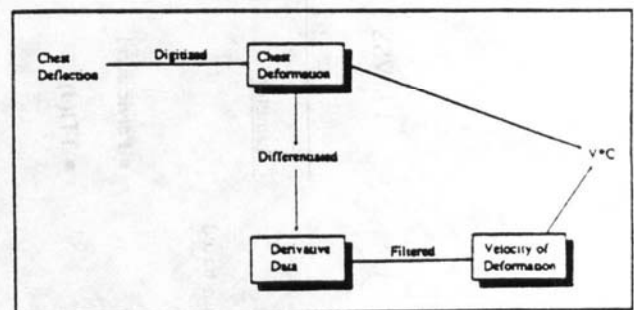 Chest
Deflection
Digitized
Chest
Deformation
Differentiated
V*C
Derivative
Data
Filtered
Velocity of
Deformation